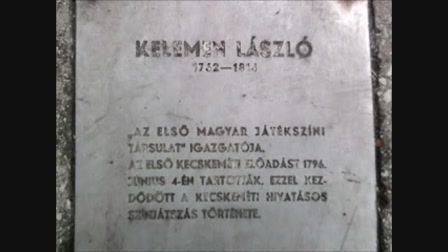 KELEMEN LÁSZLÓ
1762—1814
„AZ ELSŐ MAGYAR JÁTÉKSZÍNI
TÁRSULAT" IGAZGATÓJA.
AZ ELSŐ KECSKEMÉTI ELŐADÁST 1796.
JÚNIUS 4-ÉN TARTOTTÁK. EZZEL KEZ-
DŐDÖTT A KECSKEMÉTI HIVATÁSOS
SZÍNJÁTSZÁS TÖRTÉNETE.